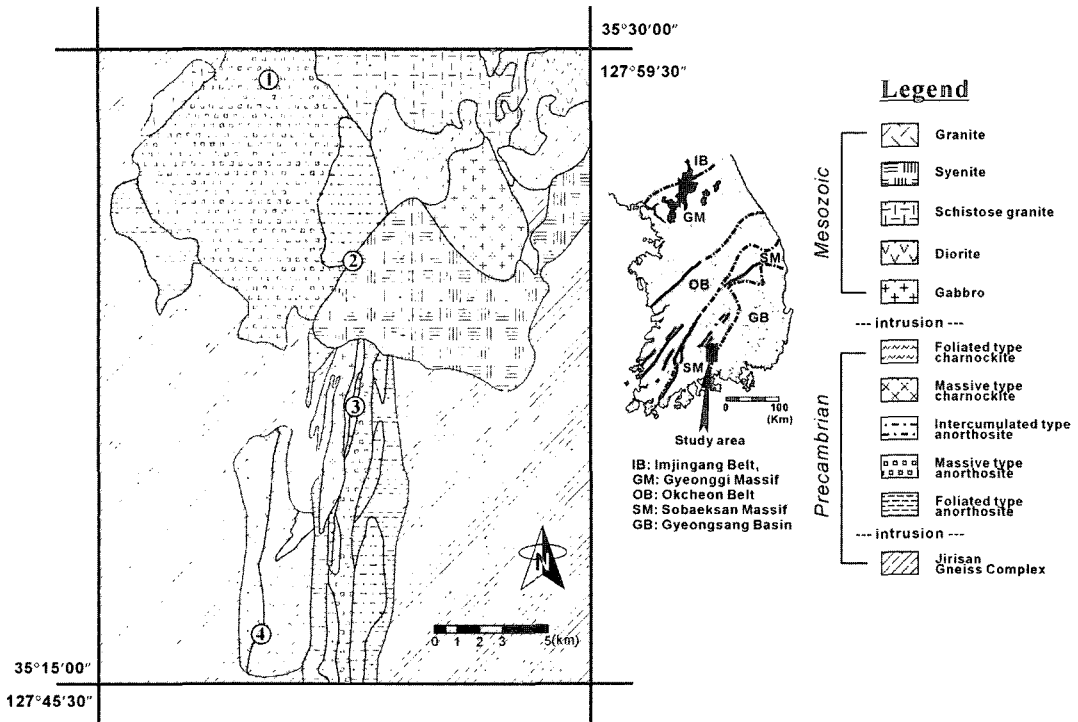 35°30′00″
127°59′30″
1
2
3
4
N
0 1 2 3 5(km)
35°15′00″
127°45′30″
IB
GM
OB
SM
GB
SM
0 100
(Km)
Study area
IB: Imjingang Belt,
GM: Gyeonggi Massif
OB: Okcheon Belt
SM: Sobaeksan Massif
GB: Gyeongsang Basin
Legend
Mesozoic
Granite
Syenite
Schistose granite
Diorite
Gabbro
--- intrusion ---
Precambrian
Foliated type
charnockite
Massive type
charnockite
Intercumulated type
anorthosite
Massive type
anorthosite
Foliated type
anorthosite
--- intrusion ---
Jirisan
Gneiss Complex